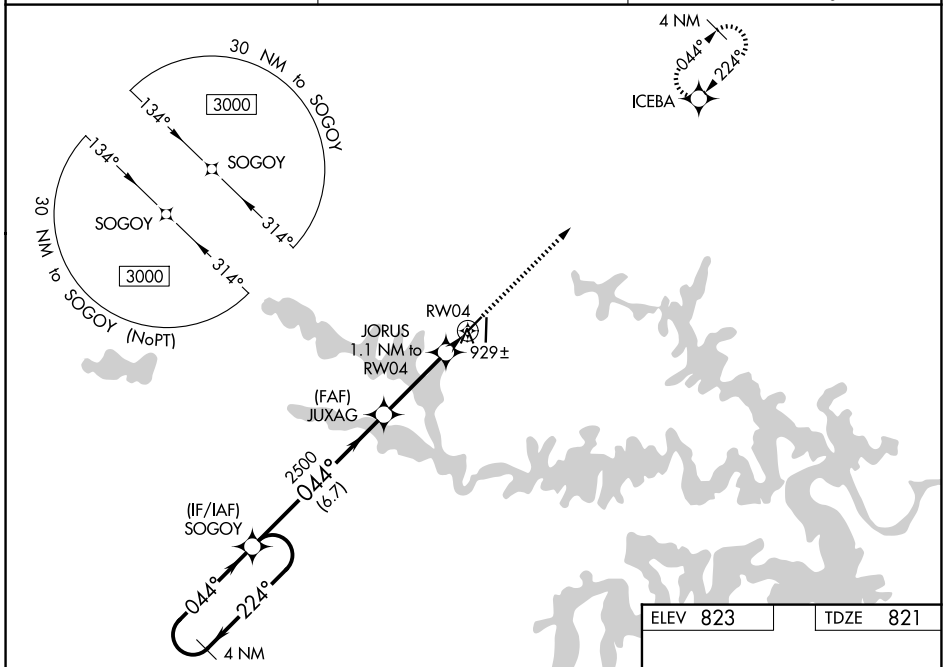 4 NM
044°
224°
ICEBA
30 NM to SOGOY
3000
134°
SOGOY
314°
134°
SOGOY
314°
3000
30 NM to SOGOY (NoPT)
RW04
JORUS
1.1 NM to
RW04
929±
(FAF)
JUXAG
2500
044°
(6.7)
(IF/IAF)
SOGOY
044°
224°
4 NM
ELEV 823
TDZE 821